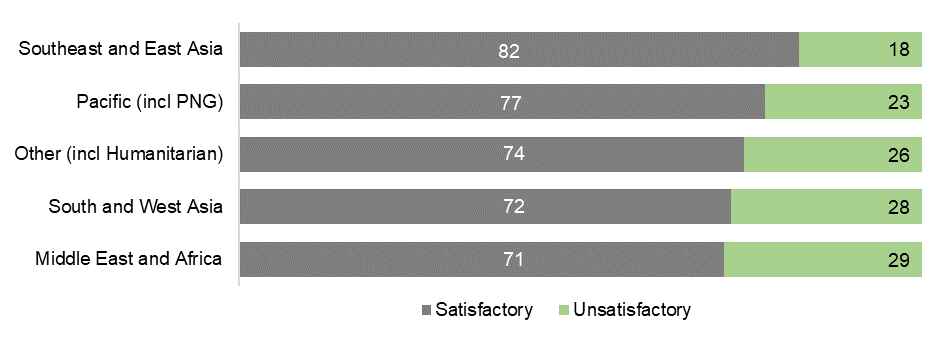 Southeast and East Asia 82 18
Pacific (incl PNG) 77 23
Other (incl Humanitarian) 74 26
South and West Asia 72 28
Middle East and Africa 71 29
Satisfactory Unsatisfactory